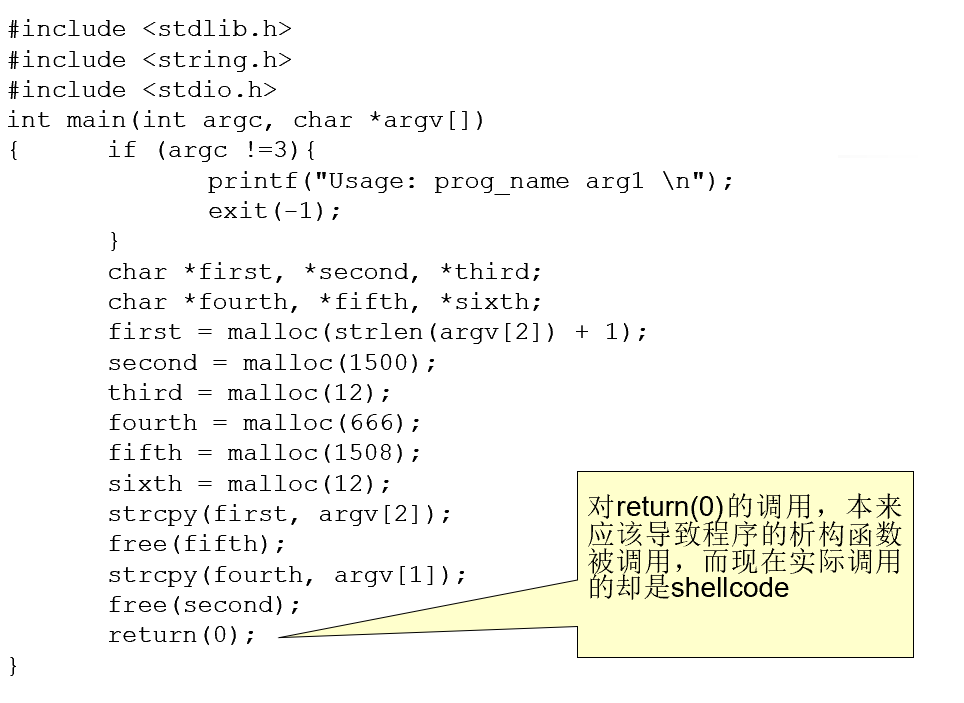 #include <stdlib.h>
#include <string.h>
#include <stdio.h>
int main(int argc, char *argv[])
{ if (argc !=3){
printf("Usage: prog_name arg1 \n");
exit(-1);
}
char *first, *second, *third;
char *fourth, *fifth, *sixth;
first = malloc(strlen(argv[2]) + 1);
second = malloc(1500);
third = malloc(12);
fourth = malloc(666);
fifth = malloc(1508);
sixth = malloc(12);
strcpy(first, argv[2]);
free(fifth);
strcpy(fourth, argv[1]);
free(second);
return(0);
}
对return(0)的调用，本来
应该导致程序的析构函数
被调用，而现在实际调用
的却是shellcode